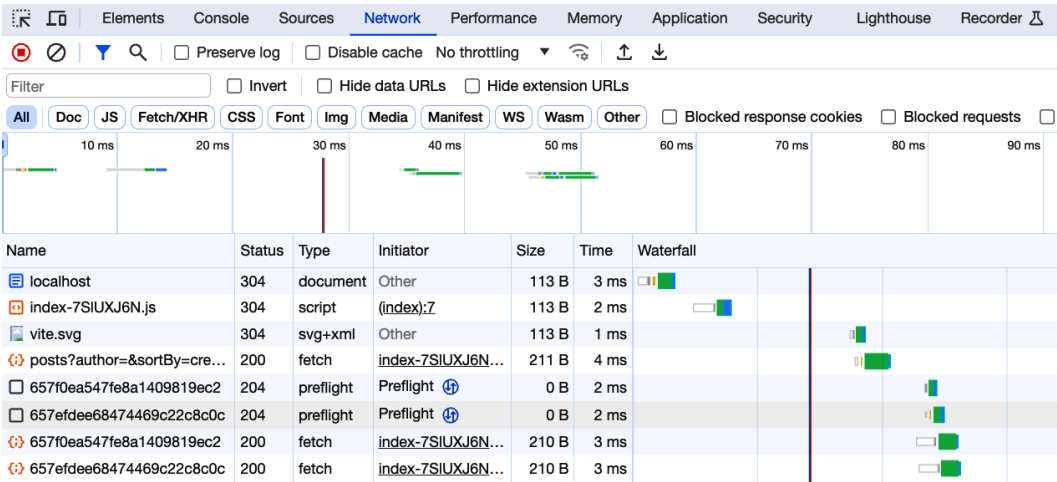 Elements Console Sources Network Performance Memory Application Security Lighthouse Recorder
Preserve log Disable cache No throttling
Filter Invert Hide data URLs Hide extension URLs
All Doc JS Fetch/XHR CSS Font Img Media Manifest WS Wasm Other Blocked response cookies Blocked requests
10 ms 20 ms 30 ms 40 ms 50 ms 60 ms 70 ms 80 ms 90 ms
Name Status Type Initiator Size Time Waterfall
localhost 304 document Other 113 B 3 ms
index-7SIUXJ6N.js 304 script (index):7 113 B 2 ms
vite.svg 304 svg+xml Other 113 B 1 ms
posts?author=&sortBy=cre... 200 fetch index-7SIUXJ6N... 211 B 4 ms
657f0ea547fe8a1409819ec2 204 preflight Preflight 0 B 2 ms
657efdee68474469c22c8c0c 204 preflight Preflight 0 B 2 ms
657f0ea547fe8a1409819ec2 200 fetch index-7SIUXJ6N... 210 B 3 ms
657efdee68474469c22c8c0c 200 fetch index-7SIUXJ6N... 210 B 3 ms